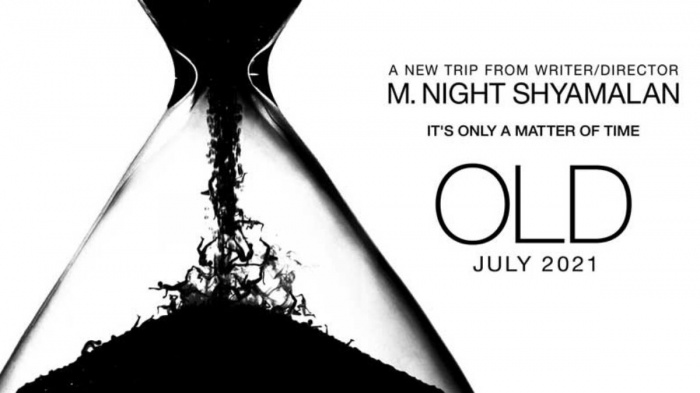 A NEW TRIP FROM WRITER/DIRECTOR
M. NIGHT SHYAMALAN
IT'S ONLY A MATTER OF TIME
OLD
JULY 2021